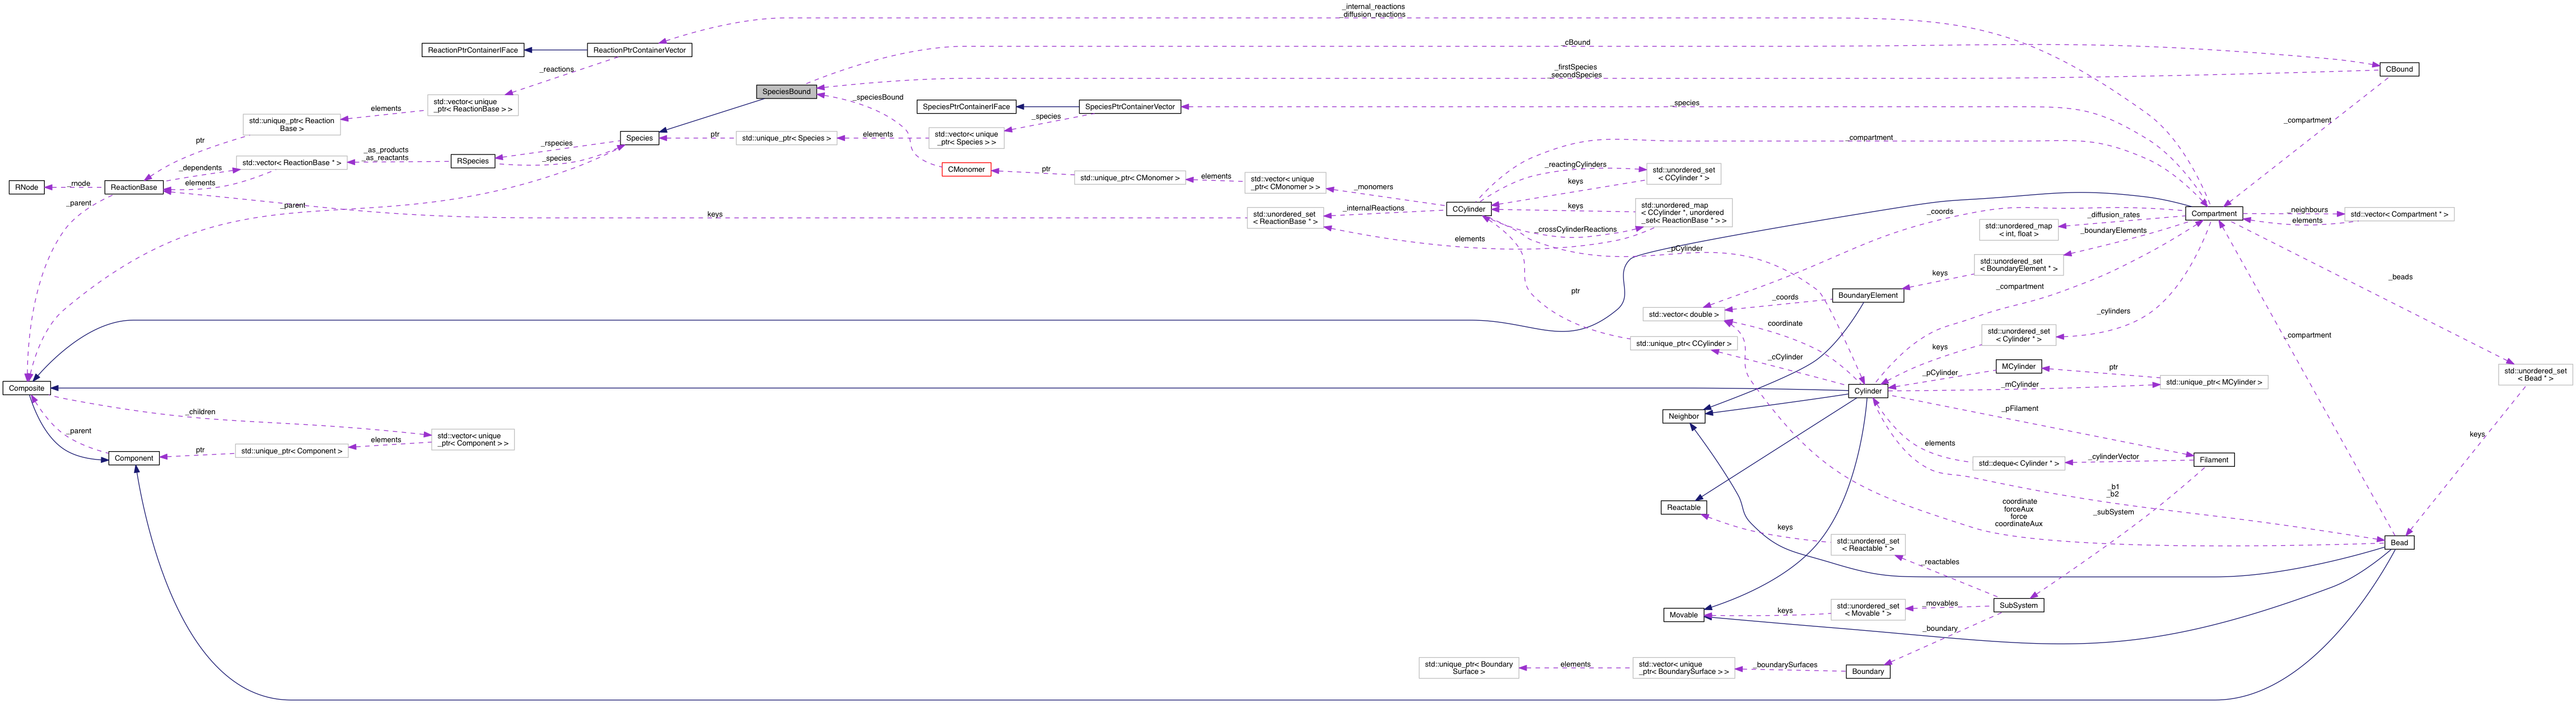 _internal_reactions
_diffusion_reactions
ReactionPtrContainerIFace
ReactionPtrContainerVector
_cBound
_reactions
_firstSpecies
_secondSpecies
CBound
SpeciesBound
_speciesBound
std::vector< unique
_ptr< ReactionBase > >
elements
std::unique_ptr< Reaction
Base >
SpeciesPtrContainerIFace
SpeciesPtrContainerVector
_species
_species
_compartment
ptr
Species
ptr
std::unique_ptr< Species >
elements
std::vector< unique
_ptr< Species > >
_compartment
_rspecies
_species
_as_products
_as_reactants
RSpecies
std::vector< ReactionBase * >
_dependents
elements
RNode
_mode
ReactionBase
CMonomer
ptr
std::unique_ptr< CMonomer >
elements
std::vector< unique
_ptr< CMonomer > >
_monomers
_reactingCylinders
keys
std::unordered_set
< CCylinder * >
_parent
_parent
keys
std::unordered_set
< ReactionBase * >
_internalReactions
CCylinder
keys
std::unordered_map
< CCylinder *, unordered
_set< ReactionBase * > >
_crossCylinderReactions
elements
_coords
_pCylinder
Compartment
_neighbours
elements
std::vector< Compartment * >
_diffusion_rates
std::unordered_map
< int, float >
_boundaryElements
std::unordered_set
< BoundaryElement * >
keys
BoundaryElement
_coords
_compartment
_beads
ptr
std::vector< double >
coordinate
_cylinders
std::unordered_set
< Cylinder * >
keys
_compartment
std::unique_ptr< CCylinder >
_cCylinder
MCylinder
ptr
_pCylinder
_mCylinder
std::unique_ptr< MCylinder >
std::unordered_set
< Bead * >
Composite
Cylinder
_children
_pFilament
Neighbor
_parent
elements
std::vector< unique
_ptr< Component > >
keys
Component
ptr
std::unique_ptr< Component >
elements
std::deque< Cylinder * >
_cylinderVector
Filament
_b1
_b2
coordinate
forceAux
force
coordinateAux
_subSystem
Reactable
keys
std::unordered_set
< Reactable * >
Bead
_reactables
Movable
keys
std::unordered_set
< Movable * >
_movables
SubSystem
_boundary
std::unique_ptr< Boundary
Surface >
elements
std::vector< unique
_ptr< BoundarySurface > >
_boundarySurfaces
Boundary